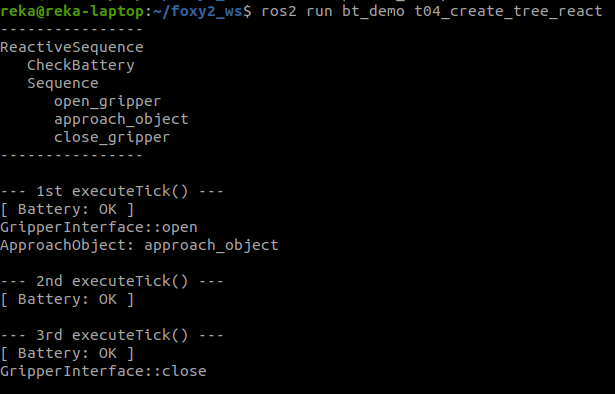 reka@reka-laptop:~/foxy2_ws$ ros2 run bt_demo t04_create_tree_react
----------------
ReactiveSequence
   CheckBattery
   Sequence
      open_gripper
      approach_object
      close_gripper
----------------

--- 1st executeTick() ---
[ Battery: OK ]
GripperInterface::open
ApproachObject: approach_object

--- 2nd executeTick() ---
[ Battery: OK ]

--- 3rd executeTick() ---
[ Battery: OK ]
GripperInterface::close